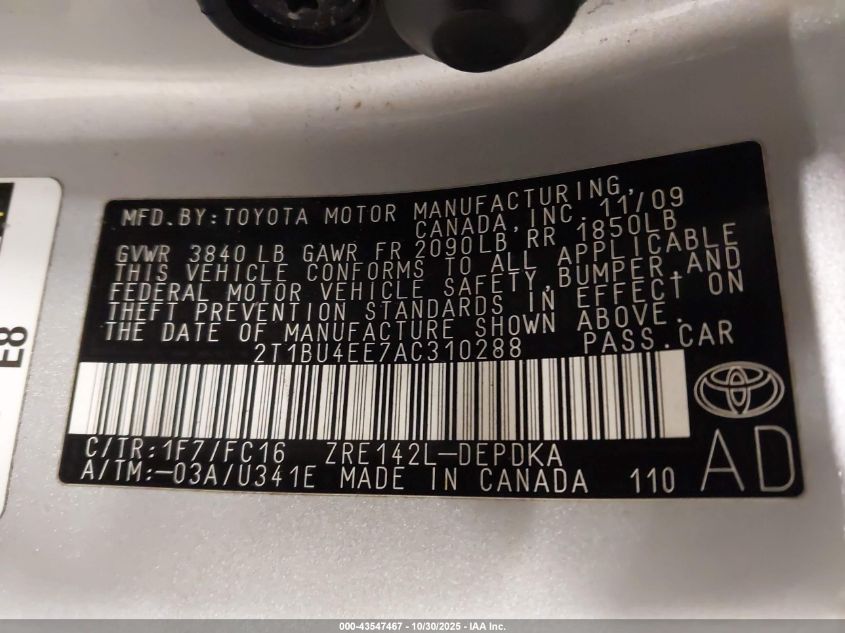 MFD.BY:TOYOTA MOTOR MANUFACTURING,
CANADA, INC. 11/09
GVWR 3840 LB GAWR FR 2090LB, RR 1850LB
THIS VEHICLE CONFORMS TO ALL APPLICABLE
FEDERAL MOTOR VEHICLE SAFETY,BUMPER,AND
THEFT PREVENTION STANDARDS IN EFFECT ON
THE DATE OF MANUFACTURE SHOWN ABOVE.
2T1BU4EE7AC310288 PASS.CAR
C/TR:1F7/FC16 ZRE142L-DEPDKA
A/TM:-03A/U341E MADE IN CANADA 110
AD
E8
000-43547467 • 10/30/2025 - IAA Inc.